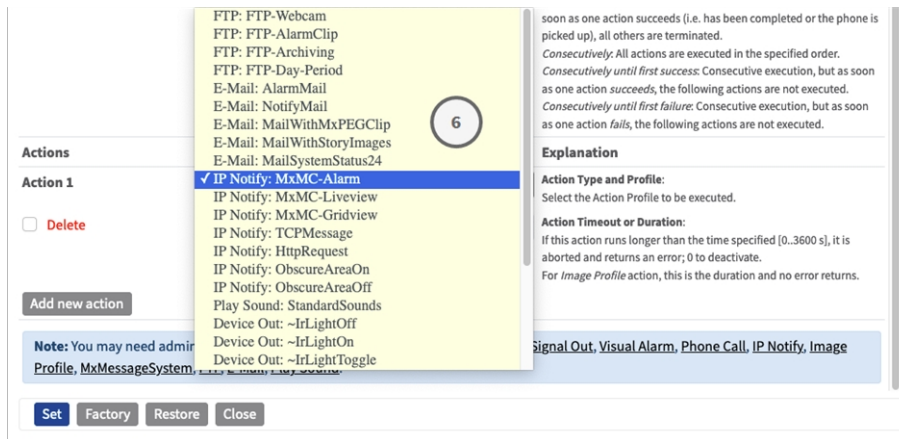 FTP: FTP-Webcam
FTP: FTP-AlarmClip
FTP: FTP-Archiving
FTP: FTP-Day-Period
E-Mail: AlarmMail
E-Mail: NotifyMail
E-Mail: MailWithMxPEGClip
E-Mail: MailWithStoryImages
E-Mail: MailSystemStatus24
✓ IP Notify: MxMC-Alarm
IP Notify: MxMC-Liveview
IP Notify: MxMC-Gridview
IP Notify: TCPMessage
IP Notify: HttpRequest
IP Notify: ObscureAreaOn
IP Notify: ObscureAreaOff
Play Sound: StandardSounds
Device Out: ~IrLightOff
Device Out: ~IrLightOn
Device Out: ~IrLightToggle
6
soon as one action succeeds (i.e. has been completed or the phone is
picked up), all others are terminated.
Consecutively: All actions are executed in the specified order.
Consecutively until first success: Consecutive execution, but as soon
as one action succeeds, the following actions are not executed.
Consecutively until first failure: Consecutive execution, but as soon
as one action fails, the following actions are not executed.
Actions
Explanation
Action 1
Delete
Action Type and Profile:
Select the Action Profile to be executed.
Action Timeout or Duration:
If this action runs longer than the time specified [0..3600 s], it is
aborted and returns an error; 0 to deactivate.
For Image Profile action, this is the duration and no error returns.
Add new action
Note: You may need admin Signal Out, Visual Alarm, Phone Call, IP Notify, Image
Profile, MxMessageSystem,
Set Factory Restore Close